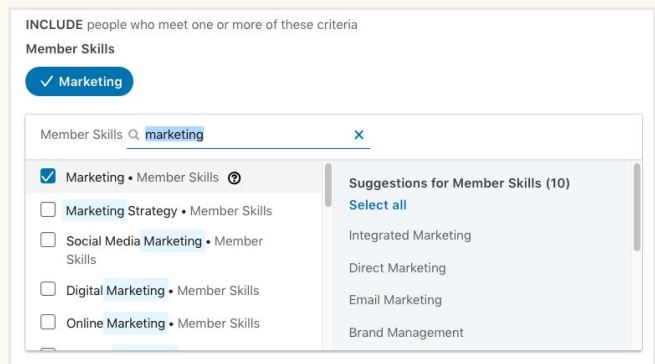 INCLUDE people who meet one or more of these criteria
Member Skills
Marketing
Member Skills marketing
Marketing • Member Skills
Marketing Strategy • Member Skills
Social Media Marketing • Member
Skills
Digital Marketing • Member Skills
Online Marketing • Member Skills
Suggestions for Member Skills (10)
Select all
Integrated Marketing
Direct Marketing
Email Marketing
Brand Management